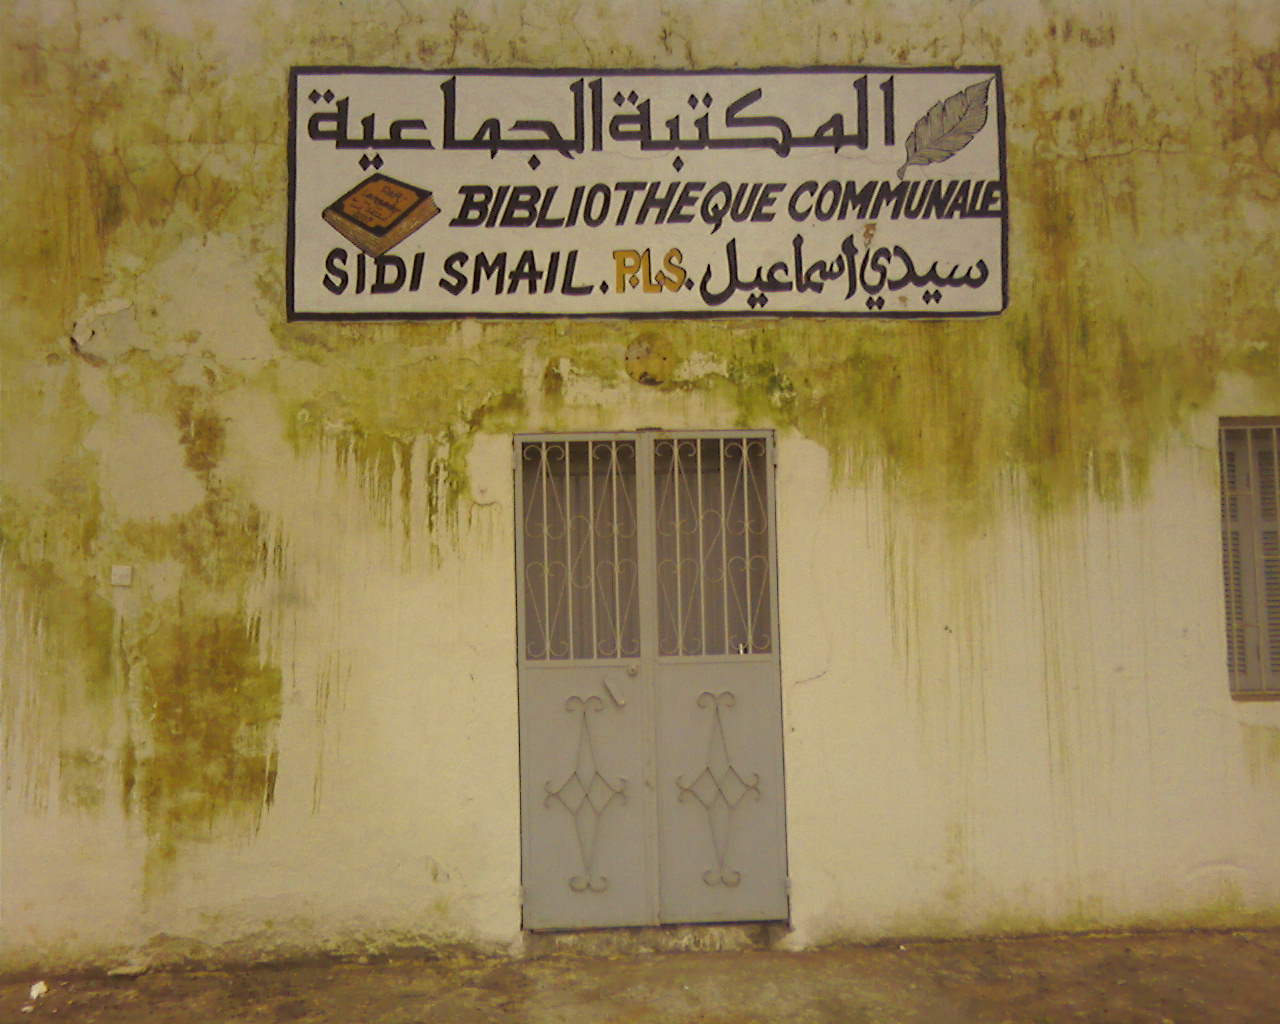 المكتبة الجماعية
BIBLIOTHEQUE COMMUNALE
SIDI SMAIL . P.L.S. سيدي اسماعيل